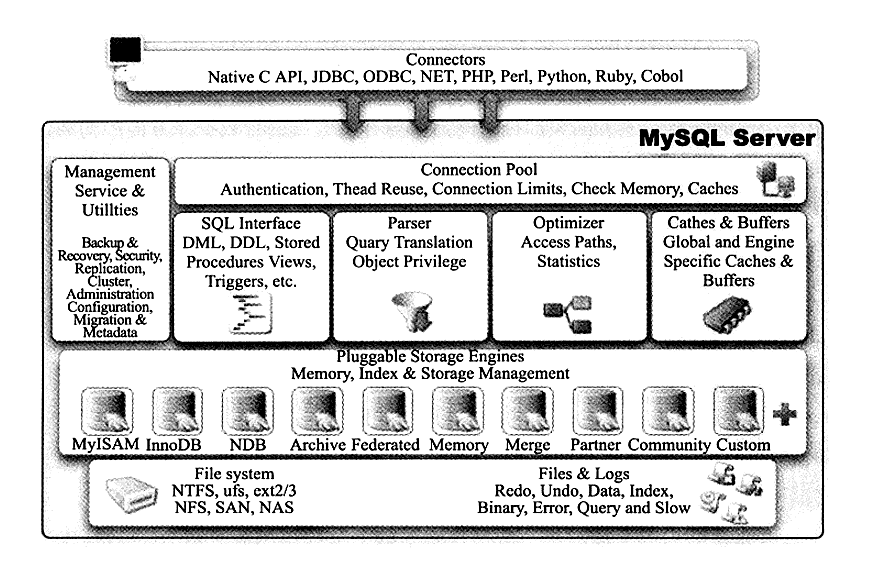 Connectors
Native C API, JDBC, ODBC, NET, PHP, Perl, Python, Ruby, Cobol
MySQL Server
Management
Service &
Utillties
Backup &
Recovery, Security,
Replication,
Cluster,
Administration
Configuration,
Migration &
Metadata
Connection Pool
Authentication, Thead Reuse, Connection Limits, Check Memory, Caches
SQL Interface
DML, DDL, Stored
Procedures Views,
Triggers, etc.
Parser
Quary Translation
Object Privilege
Optimizer
Access Paths,
Statistics
Cathes & Buffers
Global and Engine
Specific Caches &
Buffers
Pluggable Storage Engines
Memory, Index & Storage Management
MyISAM InnoDB NDB Archive Federated Memory Merge Partner Community Custom
File system
NTFS, ufs, ext2/3
NFS, SAN, NAS
Files & Logs
Redo, Undo, Data, Index,
Binary, Error, Query and Slow